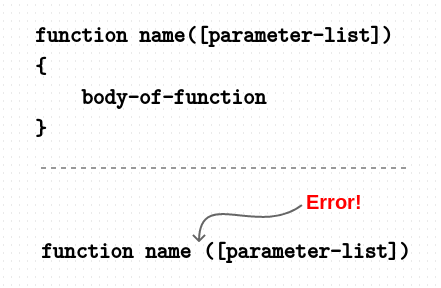 function name([parameter-list])
{
    body-of-function
}
Error!
function name ([parameter-list])